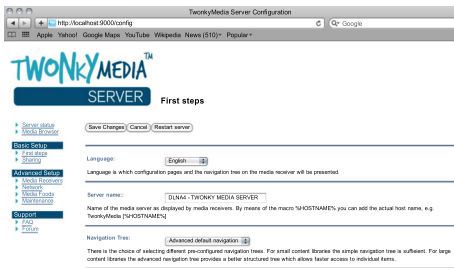 TwonkyMedia Server Configuration
http://localhost:9000/config
Google
Apple Yahoo! Google Maps YouTube Wikipedia News (510) Popular
TWONKYMEDIA TM
SERVER
First steps
Server status
Media Browser
Save Changes Cancel Restart server
Basic Setup
First steps
Sharing
Advanced Setup
Media Receivers
Network
Media Feeds
Maintenance
Support
FAQ
Forum
Language:
English
Language is which configuration pages and the navigation tree on the media receiver will be presented.
Server name::
DLNA4 - TWONKY MEDIA SERVER
Name of the media server as displayed by media receivers. By means of the macro %HOSTNAME% you can add the actual host name, e.g.
TwonkyMedia [%HOSTNAME%]
Navigation Tree:
Advanced default navigation
There is the choice of selecting different pre-configured navigation trees. For small content libraries the simple navigation tree is suffieient. For large
content libraries the advanced navigation tree provides a better structured tree which allows faster access to individual items.